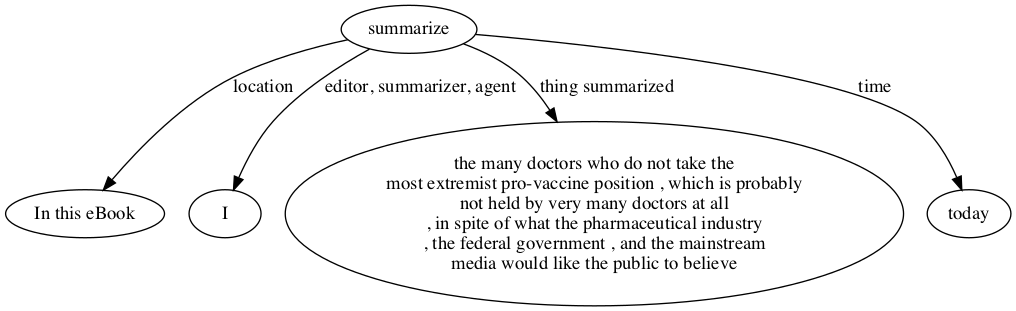 summarize
location
editor, summarizer, agent
thing summarized
time
In this eBook
I
the many doctors who do not take the
most extremist pro-vaccine position , which is probably
not held by very many doctors at all
, in spite of what the pharmaceutical industry
, the federal government , and the mainstream
media would like the public to believe
today